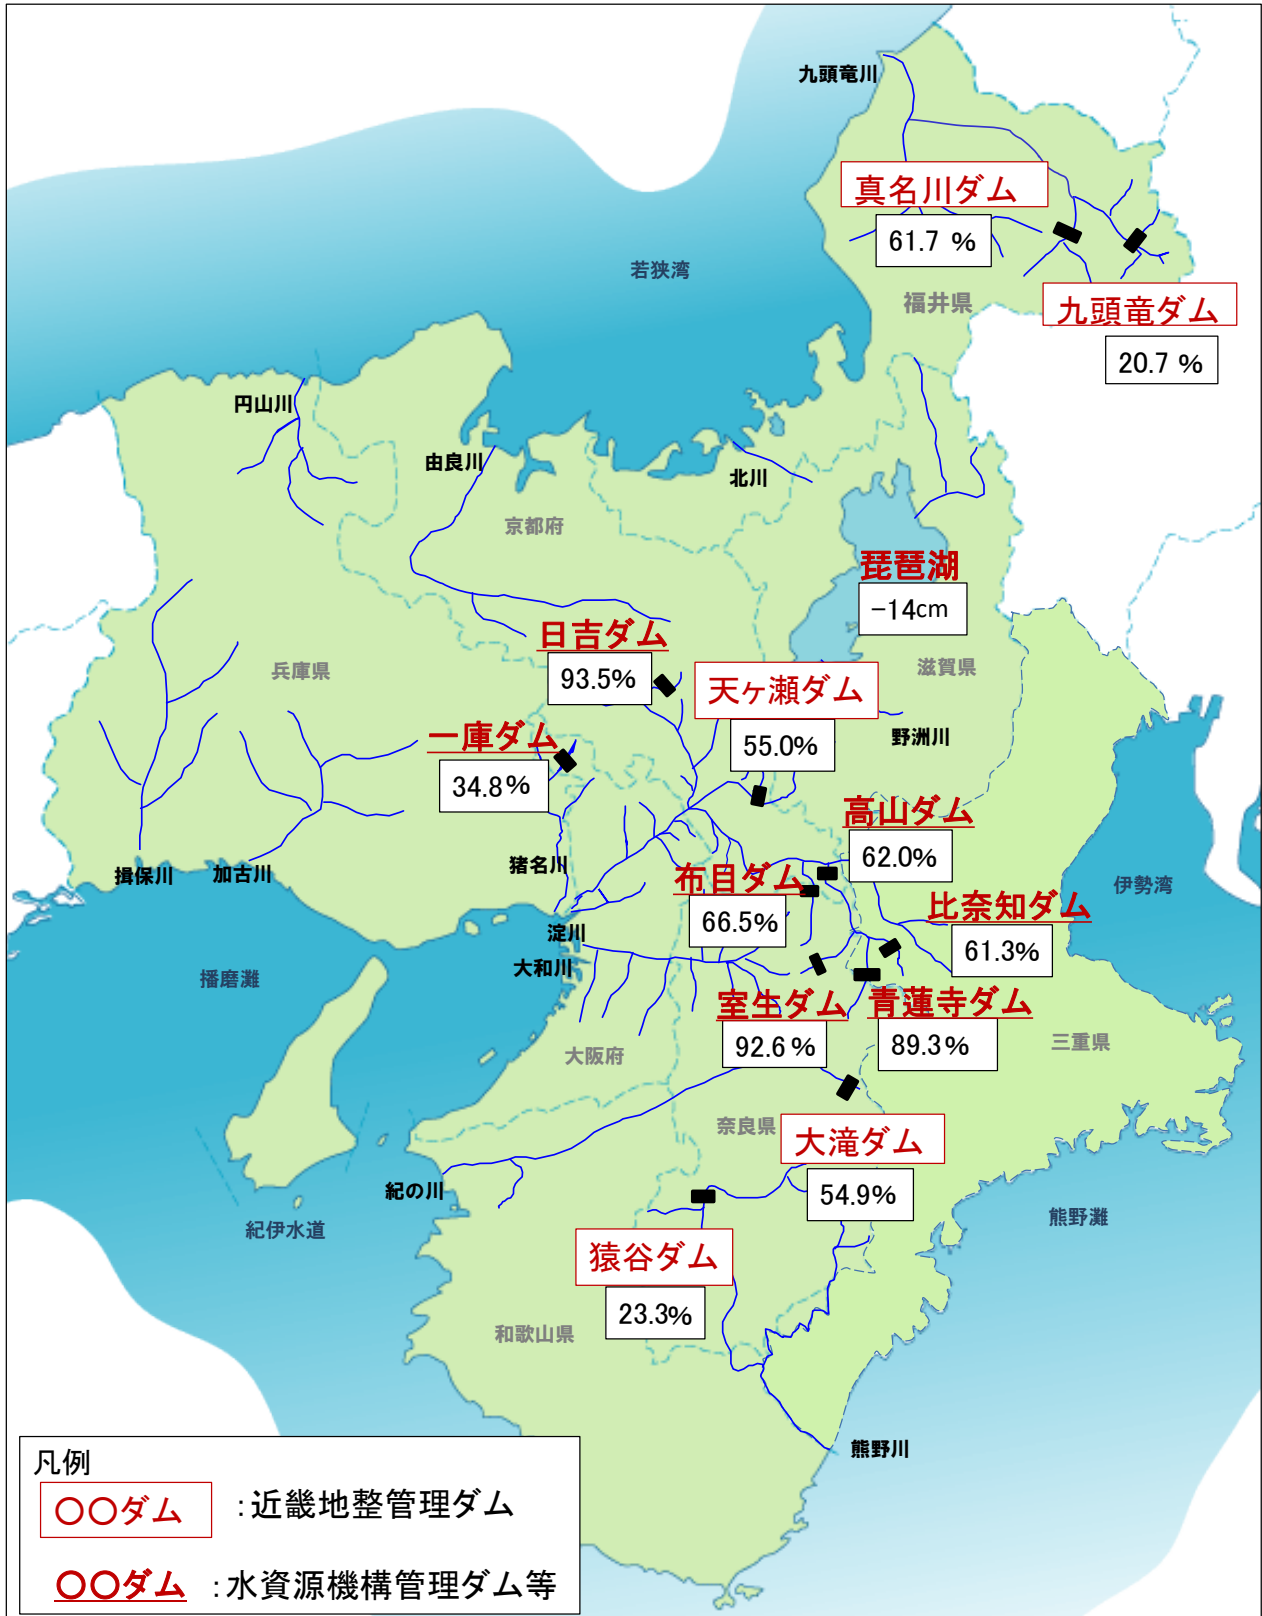 九頭竜川
真名川ダム
61.7 %
若狭湾
福井県
九頭竜ダム
20.7 %
円山川
由良川
北川
京都府
琵琶湖
-14cm
日吉ダム
93.5%
兵庫県
滋賀県
天ヶ瀬ダム
55.0%
野洲川
一庫ダム
34.8%
高山ダム
62.0%
揖保川
加古川
猪名川
布目ダム
66.5%
伊勢湾
比奈知ダム
61.3%
淀川
大和川
播磨灘
室生ダム
92.6%
青蓮寺ダム
89.3%
大阪府
三重県
奈良県
大滝ダム
54.9%
紀の川
紀伊水道
熊野灘
猿谷ダム
23.3%
和歌山県
熊野川
凡例
〇〇ダム :近畿地整管理ダム
〇〇ダム :水資源機構管理ダム等